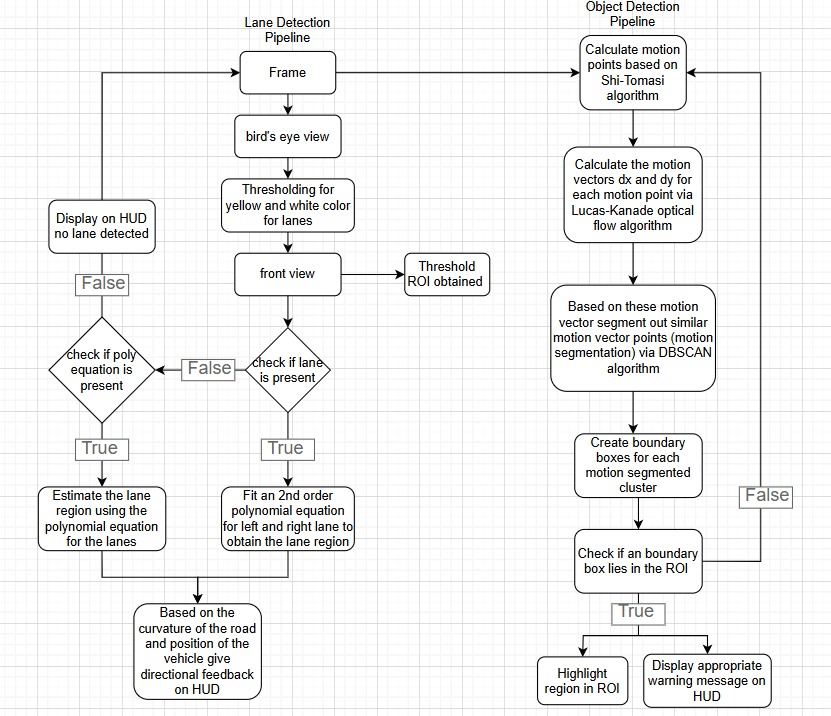 Lane Detection
Pipeline
Frame
bird's eye view
Thresholding for
yellow and white color
for lanes
front view
Threshold
ROI obtained
check if lane
is present
False
check if poly
equation is
present
False
Display on HUD
no lane detected
True
Estimate the lane
region using the
polynomial equation
for the lanes
True
Fit an 2nd order
polynomial equation
for left and right lane to
obtain the lane region
Based on the
curvature of the road
and position of the
vehicle give
directional feedback
on HUD
Object Detection
Pipeline
Calculate motion
points based on
Shi-Tomasi
algorithm
Calculate the motion
vectors dx and dy for
each motion point via
Lucas-Kanade optical
flow algorithm
Based on these motion
vector segment out similar
motion vector points (motion
segmentation) via DBSCAN
algorithm
Create boundary
boxes for each
motion segmented
cluster
Check if an boundary
box lies in the ROI
False
True
Highlight
region in ROI
Display appropriate
warning message on
HUD